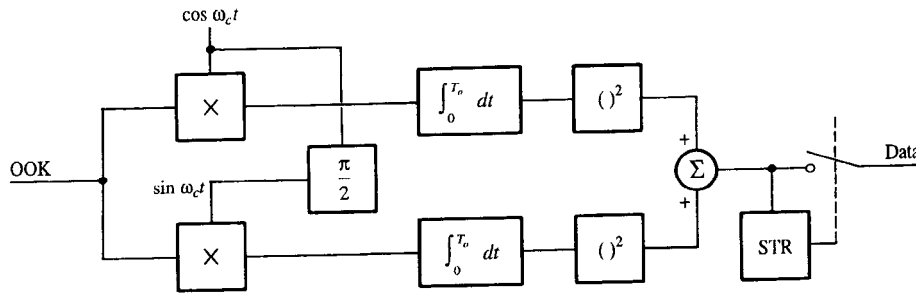 cos ω_c t
× ∫_0^{T_o} dt ( )²
OOK
sin ω_c t π/2
+
Σ
+
Data
× ∫_0^{T_o} dt ( )²
STR